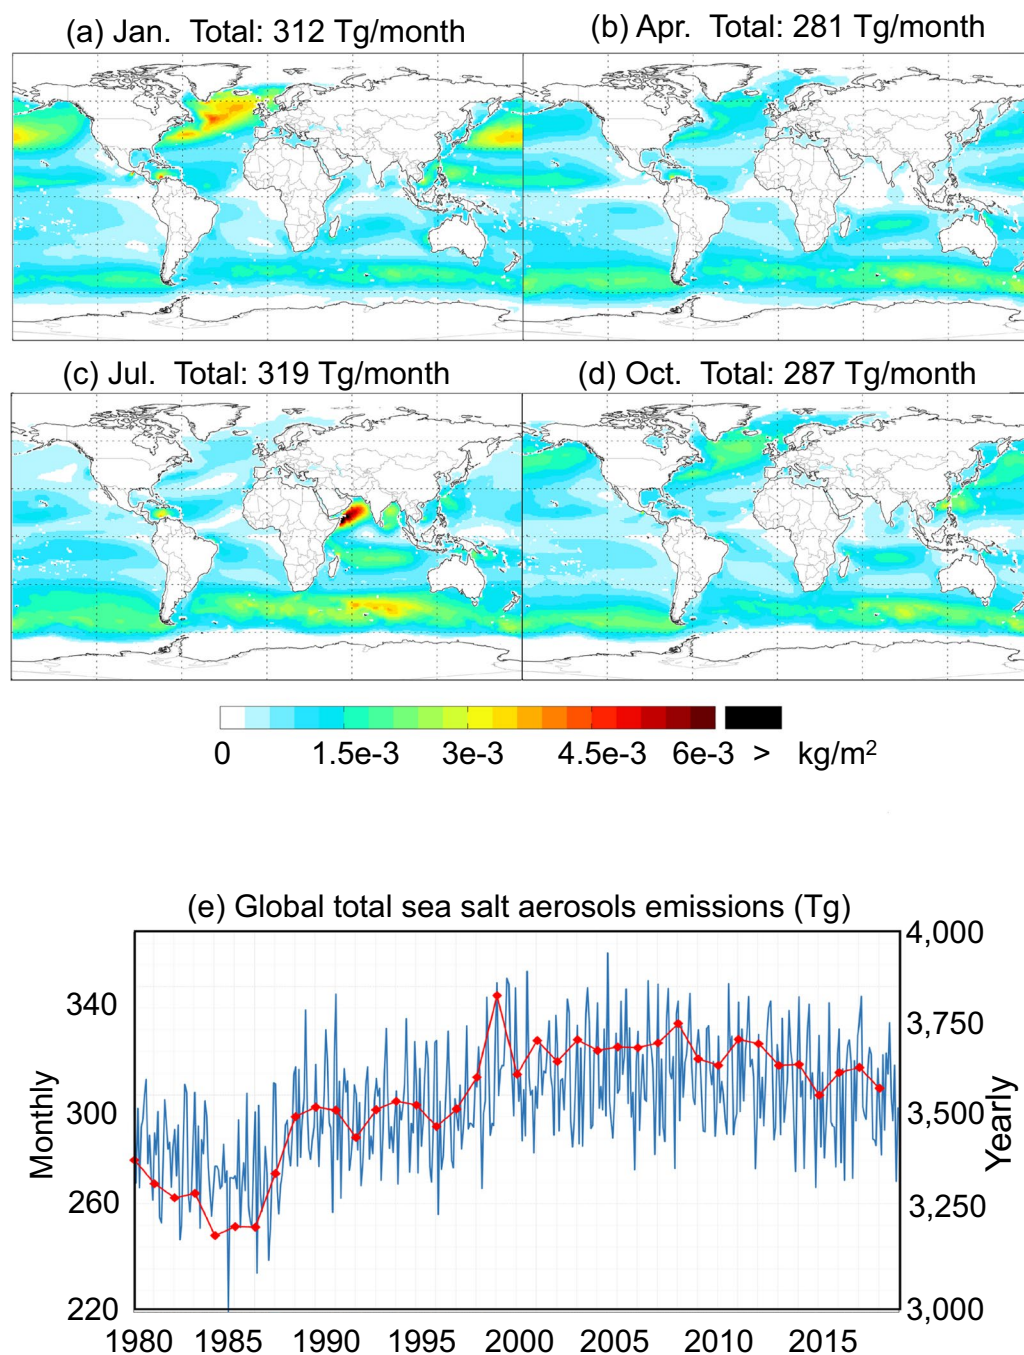 (a) Jan. Total: 312 Tg/month
(b) Apr. Total: 281 Tg/month
(c) Jul. Total: 319 Tg/month
(d) Oct. Total: 287 Tg/month
0 1.5e-3 3e-3 4.5e-3 6e-3 > kg/m²
(e) Global total sea salt aerosols emissions (Tg)
Monthly
340
300
260
220
4,000
3,750
3,500
3,250
3,000
Yearly
1980 1985 1990 1995 2000 2005 2010 2015